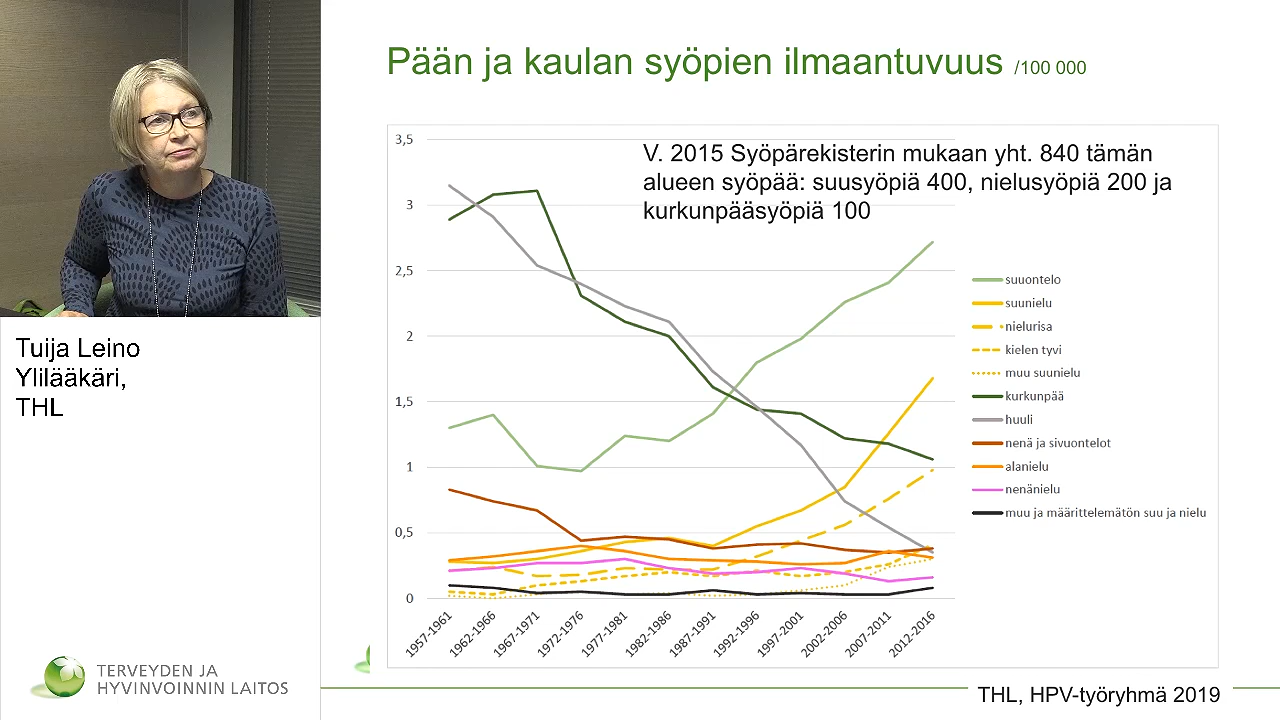 Pään ja kaulan syöpien ilmaantuvuus /100 000
V. 2015 Syöpärekisterin mukaan yht. 840 tämän
alueen syöpää: suusyöpiä 400, nielusyöpiä 200 ja
kurkunpääsyöpiä 100
3,5
3
2,5
2
1,5
1
0,5
0
1957-1961
1962-1966
1967-1971
1972-1976
1977-1981
1982-1986
1987-1991
1992-1996
1997-2001
2002-2006
2007-2011
2012-2016
suuontelo
suunielu
nielurisa
kielen tyvi
muu suunielu
kurkunpää
huuli
nenä ja sivuontelot
alanielu
nenänielu
muu ja määrittelemätön suu ja nielu
Tuija Leino
Ylilääkäri,
THL
TERVEYDEN JA
HYVINVOINNIN LAITOS
THL, HPV-työryhmä 2019